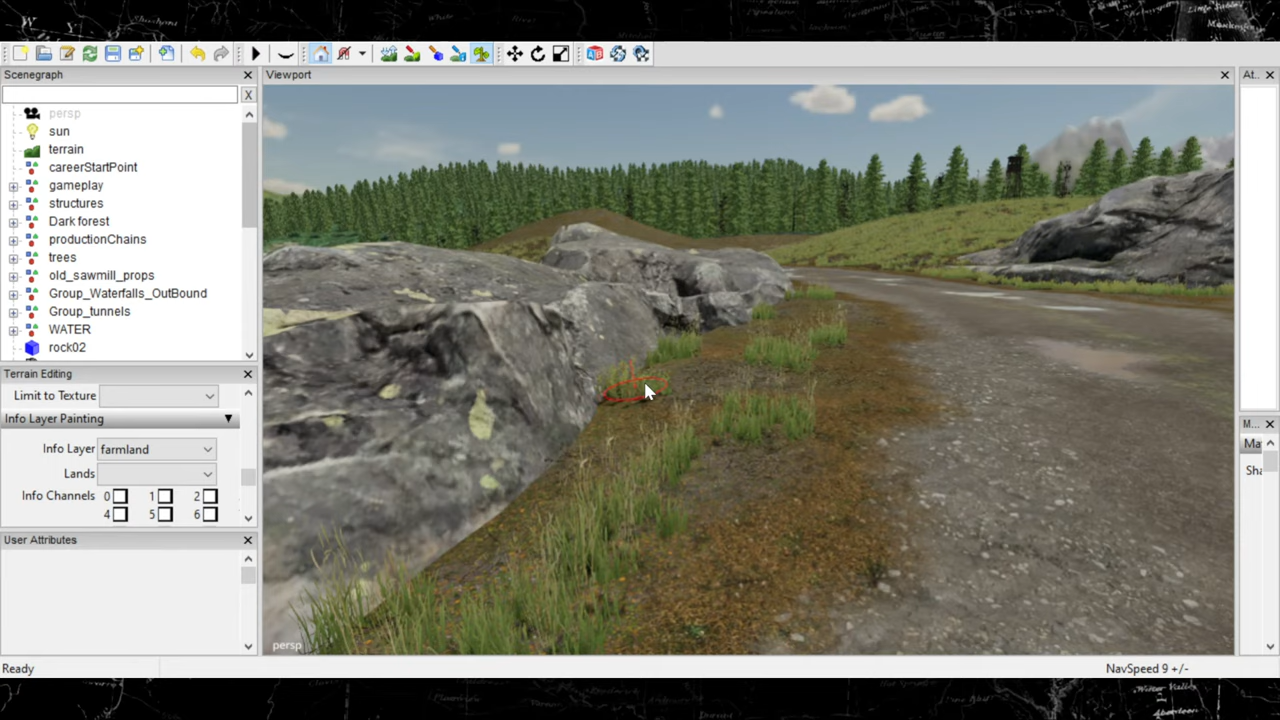 Scenegraph
Viewport
At..
X
persp
sun
terrain
careerStartPoint
gameplay
structures
Dark forest
productionChains
trees
old_sawmill_props
Group_Waterfalls_OutBound
Group_tunnels
WATER
rock02
Terrain Editing
Limit to Texture
Info Layer Painting
Info Layer farmland
Lands
Info Channels 0 1 2
4 5 6
M...
Ma
Sha
User Attributes
persp
Ready
NavSpeed 9 +/-